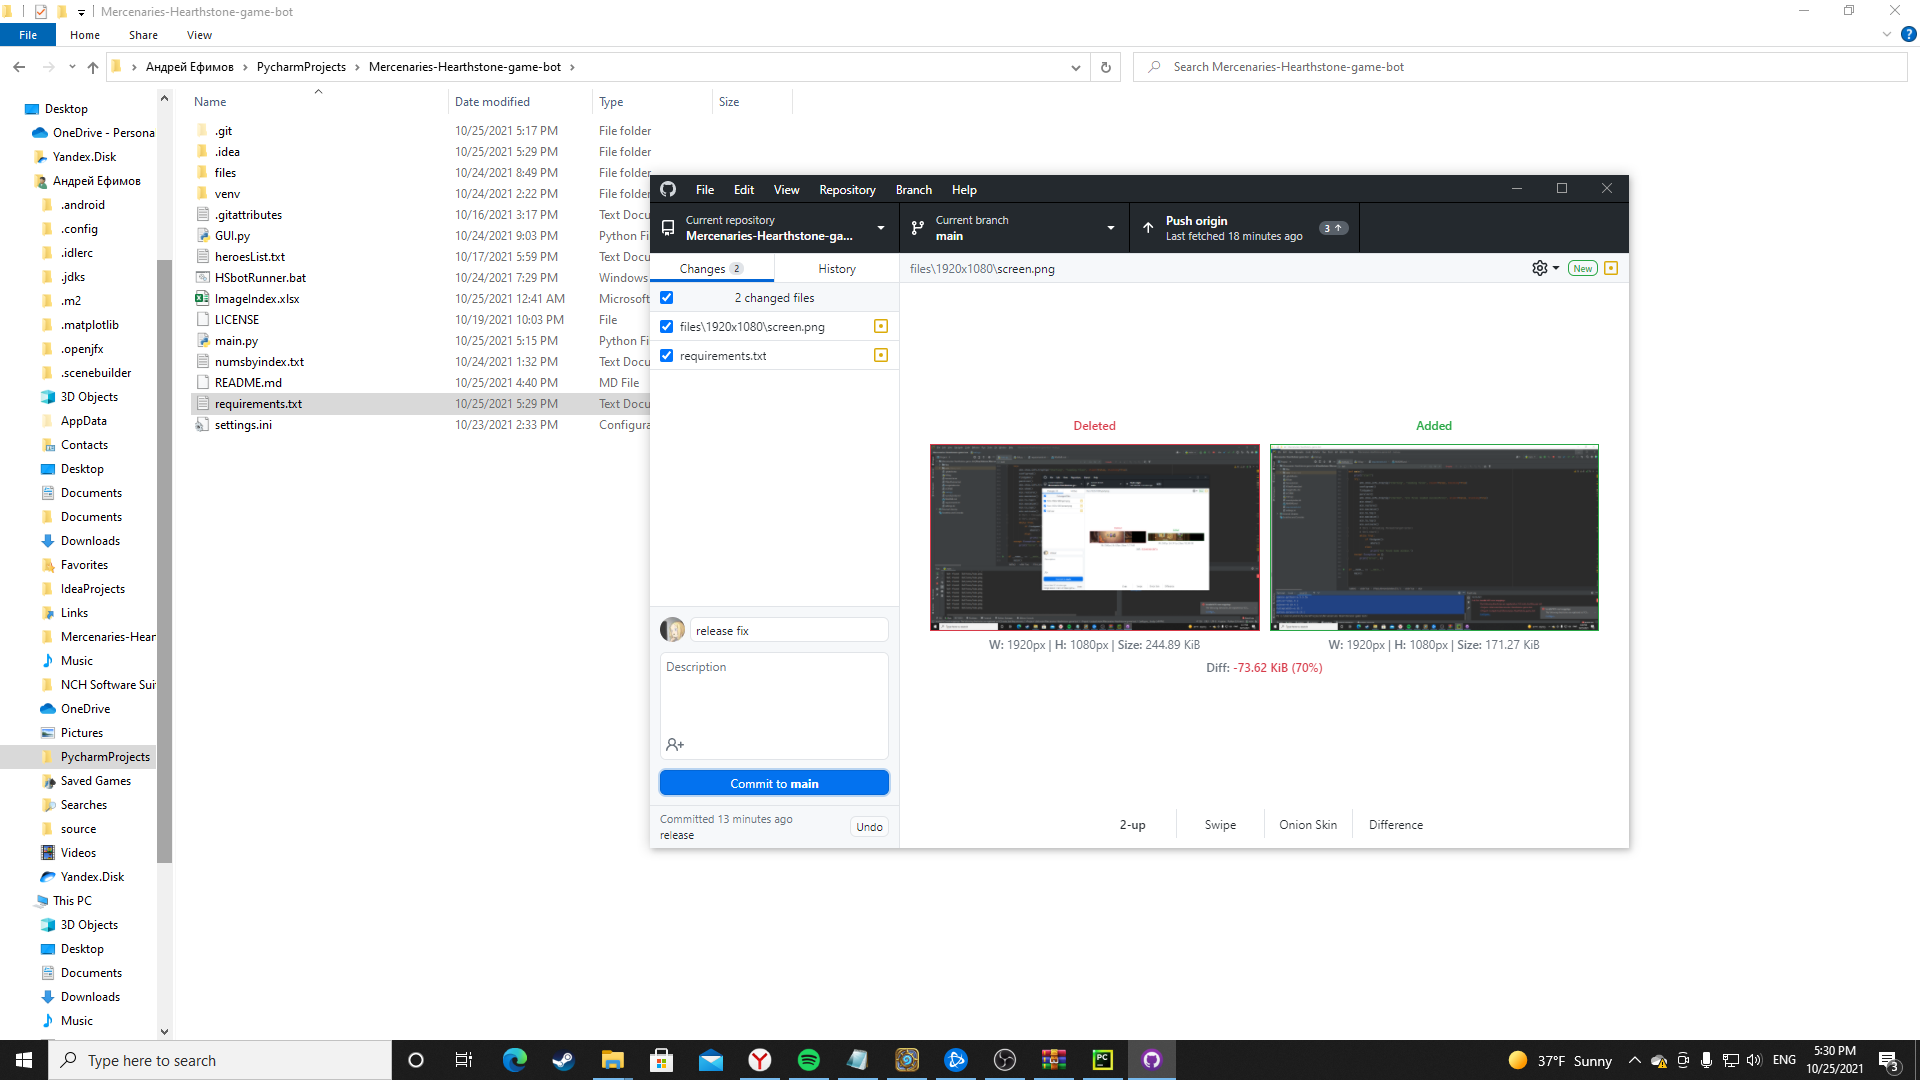 Mercenaries-Hearthstone-game-bot
File Home Share View
Андрей Ефимов PycharmProjects Mercenaries-Hearthstone-game-bot
Search Mercenaries-Hearthstone-game-bot
Desktop
OneDrive - Persona
Yandex.Disk
Андрей Ефимов
.android
.config
.idlerc
.jdks
.m2
.matplotlib
.openjfx
.scenebuilder
3D Objects
AppData
Contacts
Desktop
Documents
Documents
Downloads
Favorites
IdeaProjects
Links
Mercenaries-Hear
Music
NCH Software Sui
OneDrive
Pictures
PycharmProjects
Saved Games
Searches
source
Videos
Yandex.Disk
This PC
3D Objects
Desktop
Documents
Downloads
Music
Name Date modified Type Size
.git 10/25/2021 5:17 PM File folder
.idea 10/25/2021 5:29 PM File folder
files 10/24/2021 8:49 PM File folder
venv 10/24/2021 2:22 PM File folder
.gitattributes 10/16/2021 3:17 PM Text Docu
GUI.py 10/24/2021 9:03 PM Python Fi
heroesList.txt 10/17/2021 5:59 PM Text Docu
HSbotRunner.bat 10/24/2021 7:29 PM Windows
ImageIndex.xlsx 10/25/2021 12:41 AM Microsoft
LICENSE 10/19/2021 10:03 PM File
main.py 10/25/2021 5:15 PM Python Fi
numsbyindex.txt 10/24/2021 1:32 PM Text Docu
README.md 10/25/2021 4:40 PM MD File
requirements.txt 10/25/2021 5:29 PM Text Docu
settings.ini 10/23/2021 2:33 PM Configura
File Edit View Repository Branch Help
Current repository
Mercenaries-Hearthstone-ga...
Current branch
main
Push origin
Last fetched 18 minutes ago
3
Changes 2 History
files\1920x1080\screen.png
New
2 changed files
files\1920x1080\screen.png
requirements.txt
Deleted
Added
W: 1920px | H: 1080px | Size: 244.89 KiB
W: 1920px | H: 1080px | Size: 171.27 KiB
Diff: -73.62 KiB (70%)
release fix
Description
Commit to main
Committed 13 minutes ago
release
Undo
2-up Swipe Onion Skin Difference
Type here to search
37°F Sunny
ENG
5:30 PM
10/25/2021
3